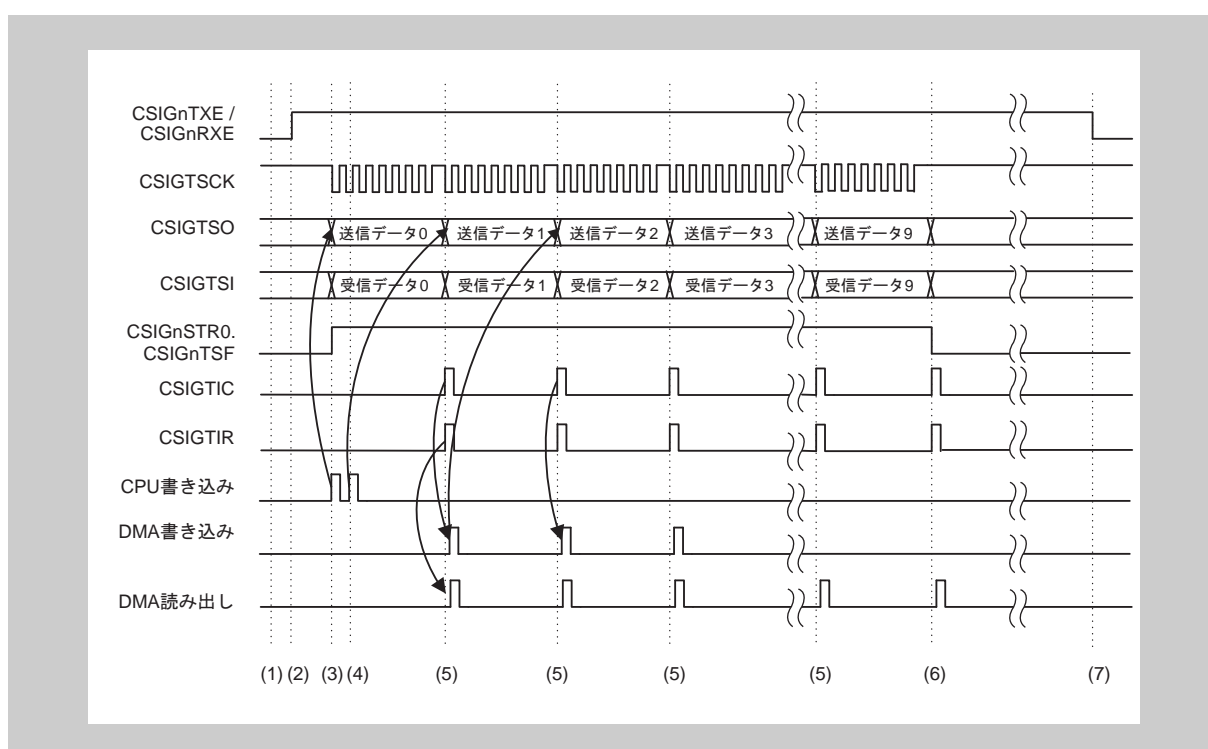 CSIGnTXE /
CSIGnRXE
CSIGTSCK
CSIGTSO
送信データ0 送信データ1 送信データ2 送信データ3 送信データ9
CSIGTSI
受信データ0 受信データ1 受信データ2 受信データ3 受信データ9
CSIGnSTR0.
CSIGnTSF
CSIGTIC
CSIGTIR
CPU書き込み
DMA書き込み
DMA読み出し
(1) (2) (3) (4) (5) (5) (5) (5) (6) (7)